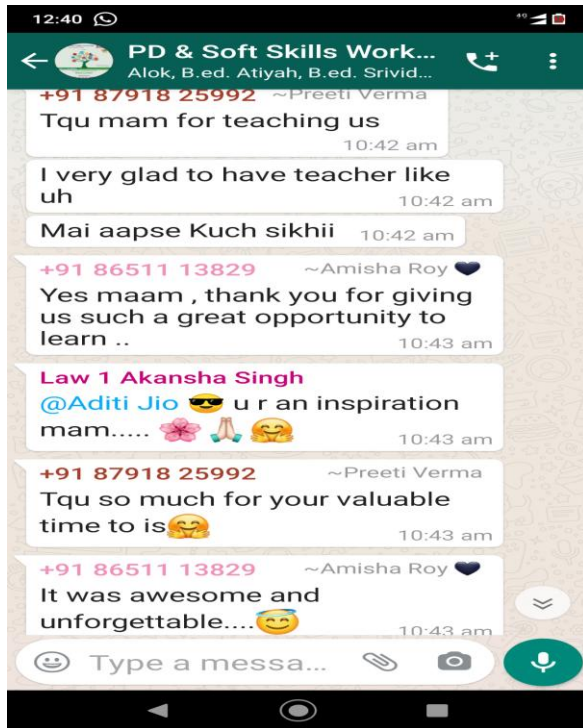 12:40
4G
PD & Soft Skills Work...
Alok, B.ed. Atiyah, B.ed. Srivid...
+91 87918 25992 ~Preeti Verma
Tqu mam for teaching us
10:42 am
I very glad to have teacher like
uh
10:42 am
Mai aapse Kuch sikhii 10:42 am
+91 86511 13829 ~Amisha Roy 🖤
Yes maam , thank you for giving
us such a great opportunity to
learn ..
10:43 am
Law 1 Akansha Singh
@Aditi Jio 😎 u r an inspiration
mam..... 🌸 🙏🏻 🤗
10:43 am
+91 87918 25992 ~Preeti Verma
Tqu so much for your valuable
time to is🤗
10:43 am
+91 86511 13829 ~Amisha Roy 🖤
It was awesome and
unforgettable....😇
10:43 am
Type a messa...